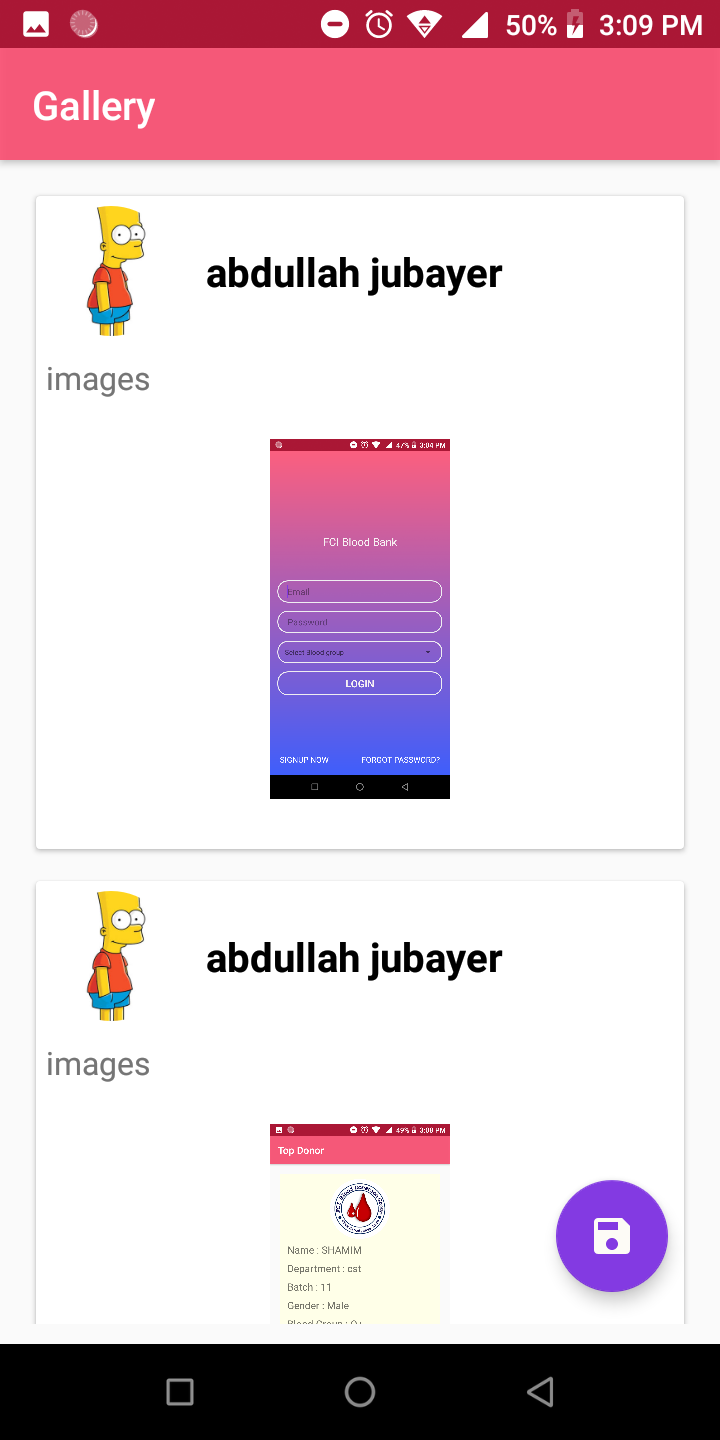 50% 3:09 PM
Gallery
abdullah jubayer
images
47% 3:04 PM
FCI Blood Bank
Email
Password
Select Blood group
LOGIN
SIGNUP NOW FORGOT PASSWORD?
abdullah jubayer
images
49% 3:08 PM
Top Donor
Name : SHAMIM
Department : cst
Batch : 11
Gender : Male
Blood Group : O+